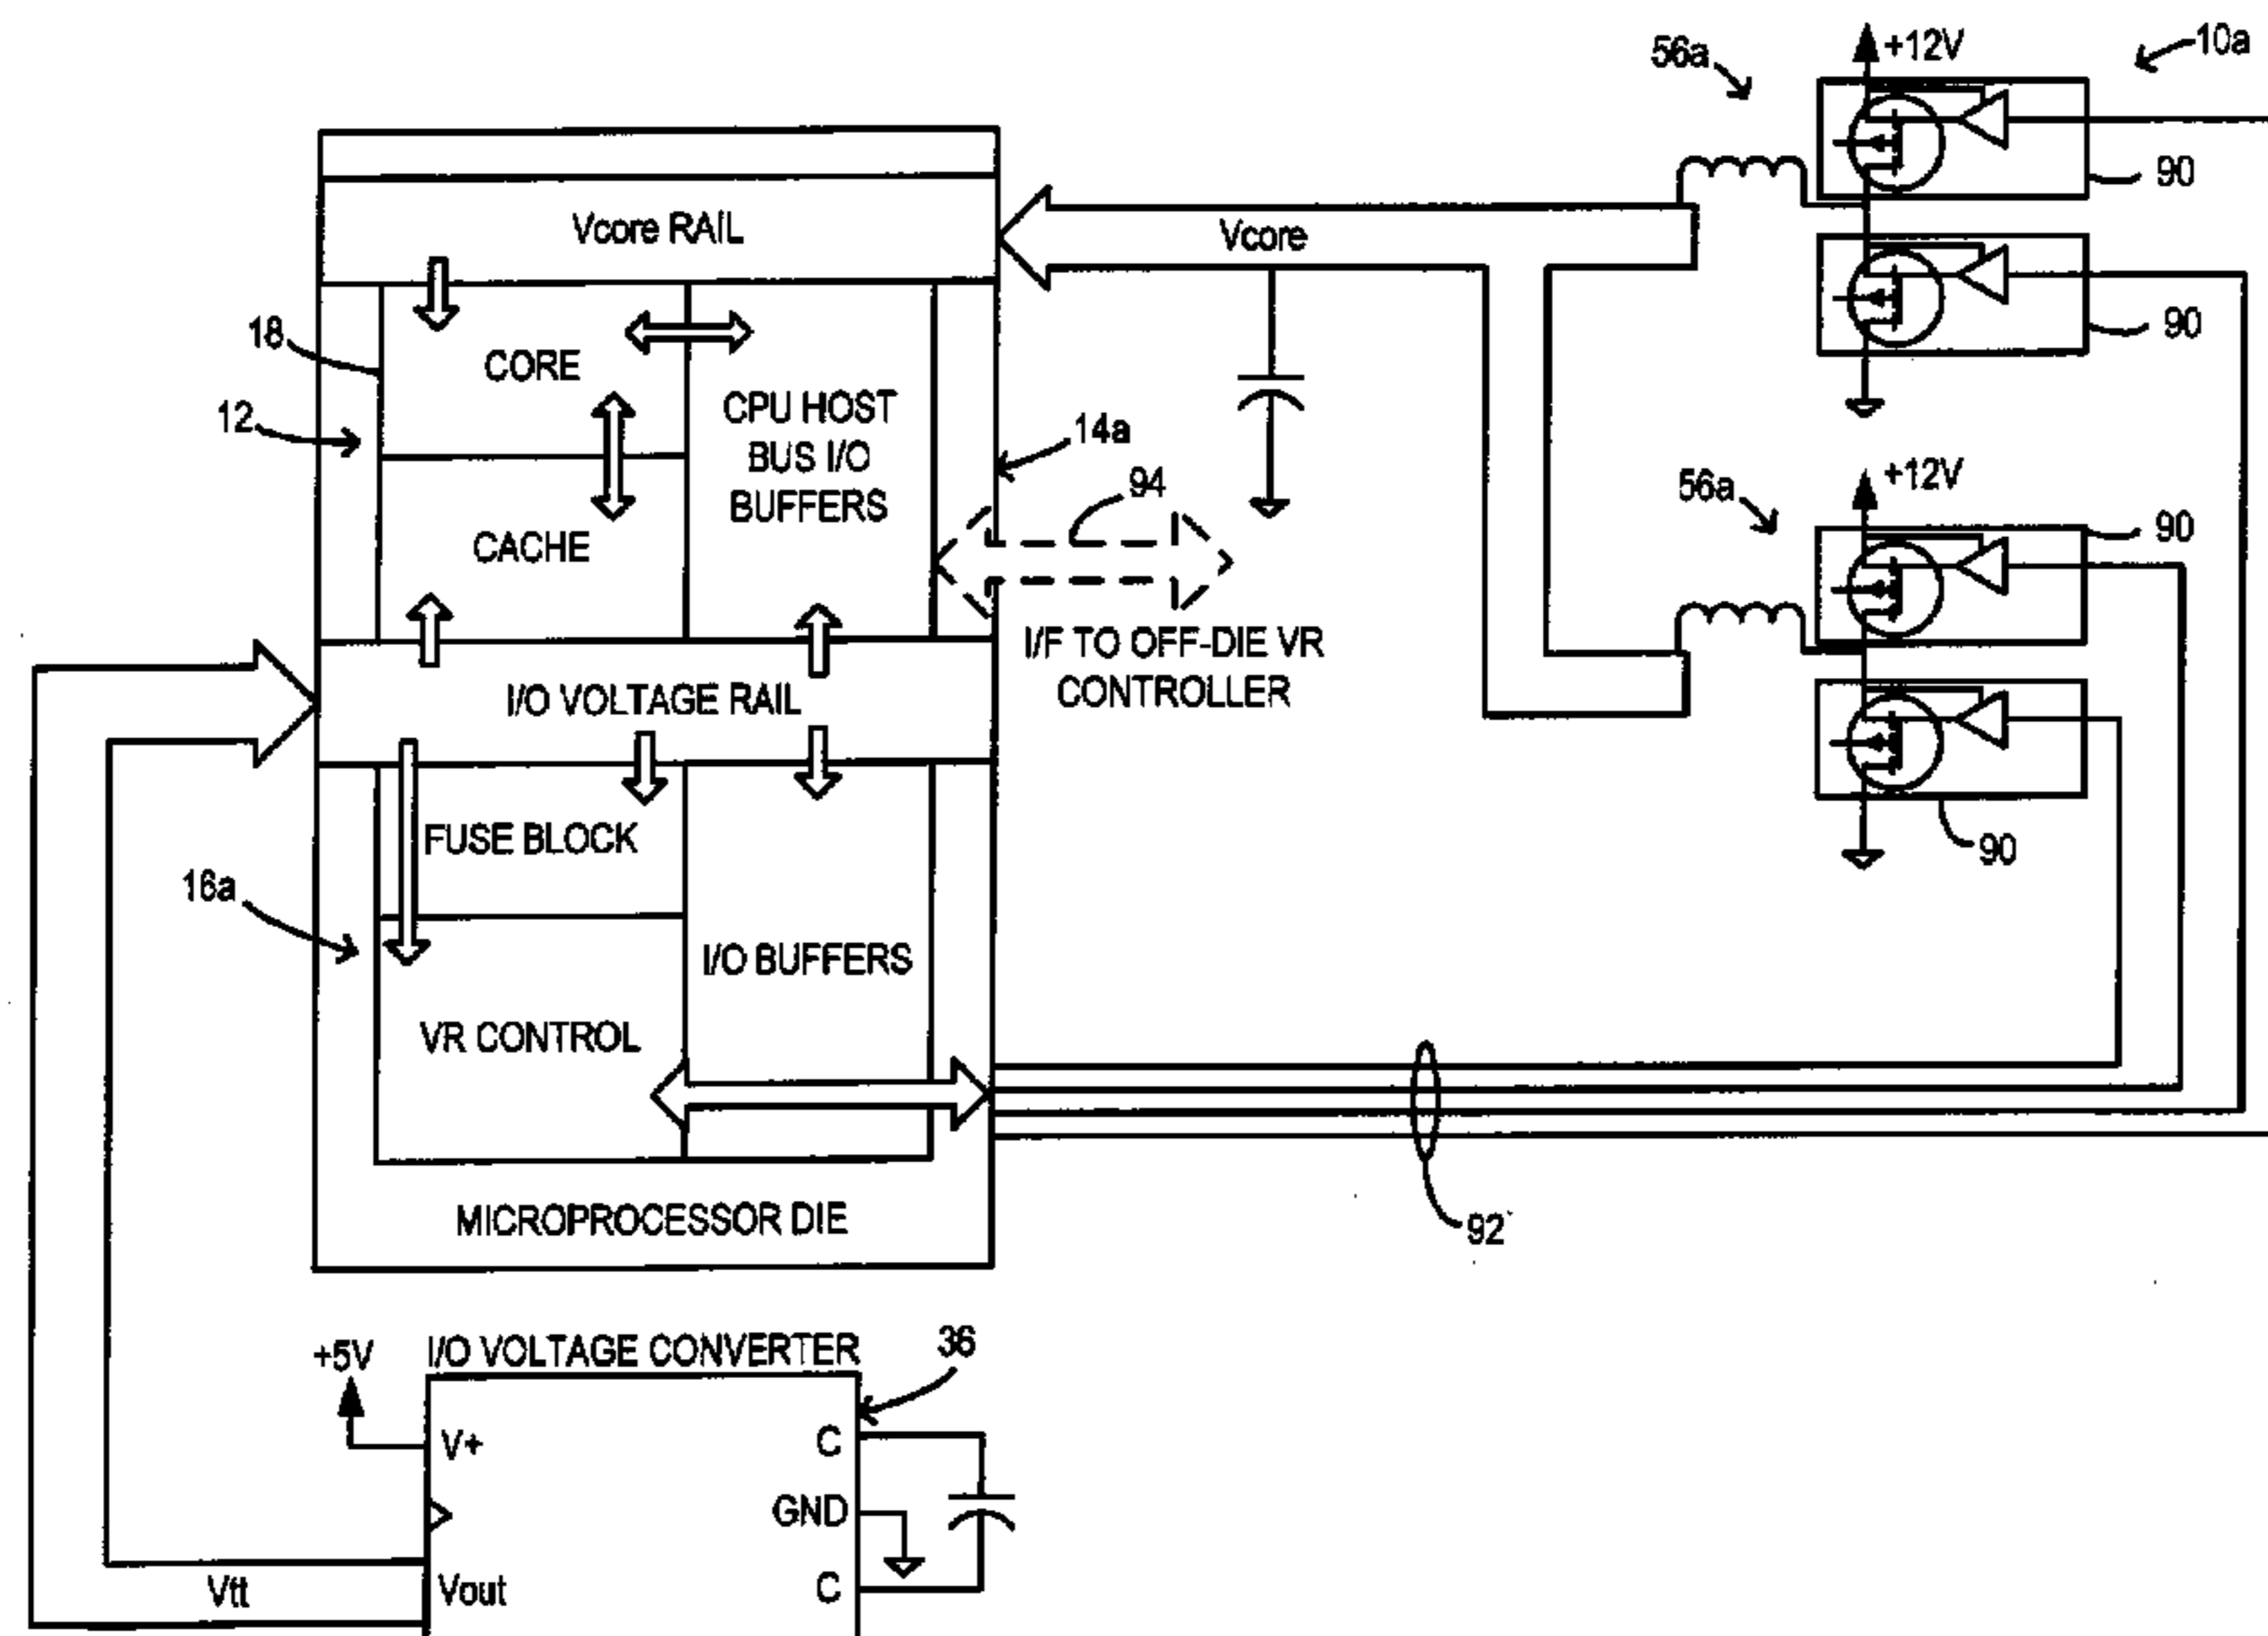 56a
+12V
10a
90
90
Vcore RAIL
Vcore
18
CORE
12
CPU HOST
BUS I/O
BUFFERS
14a
94
CACHE
56a
+12V
90
I/F TO OFF-DIE VR
CONTROLLER
I/O VOLTAGE RAIL
90
FUSE BLOCK
16a
I/O BUFFERS
VR CONTROL
MICROPROCESSOR DIE
92
+5V
I/O VOLTAGE CONVERTER
36
V+
C
GND
Vtt
Vout
C